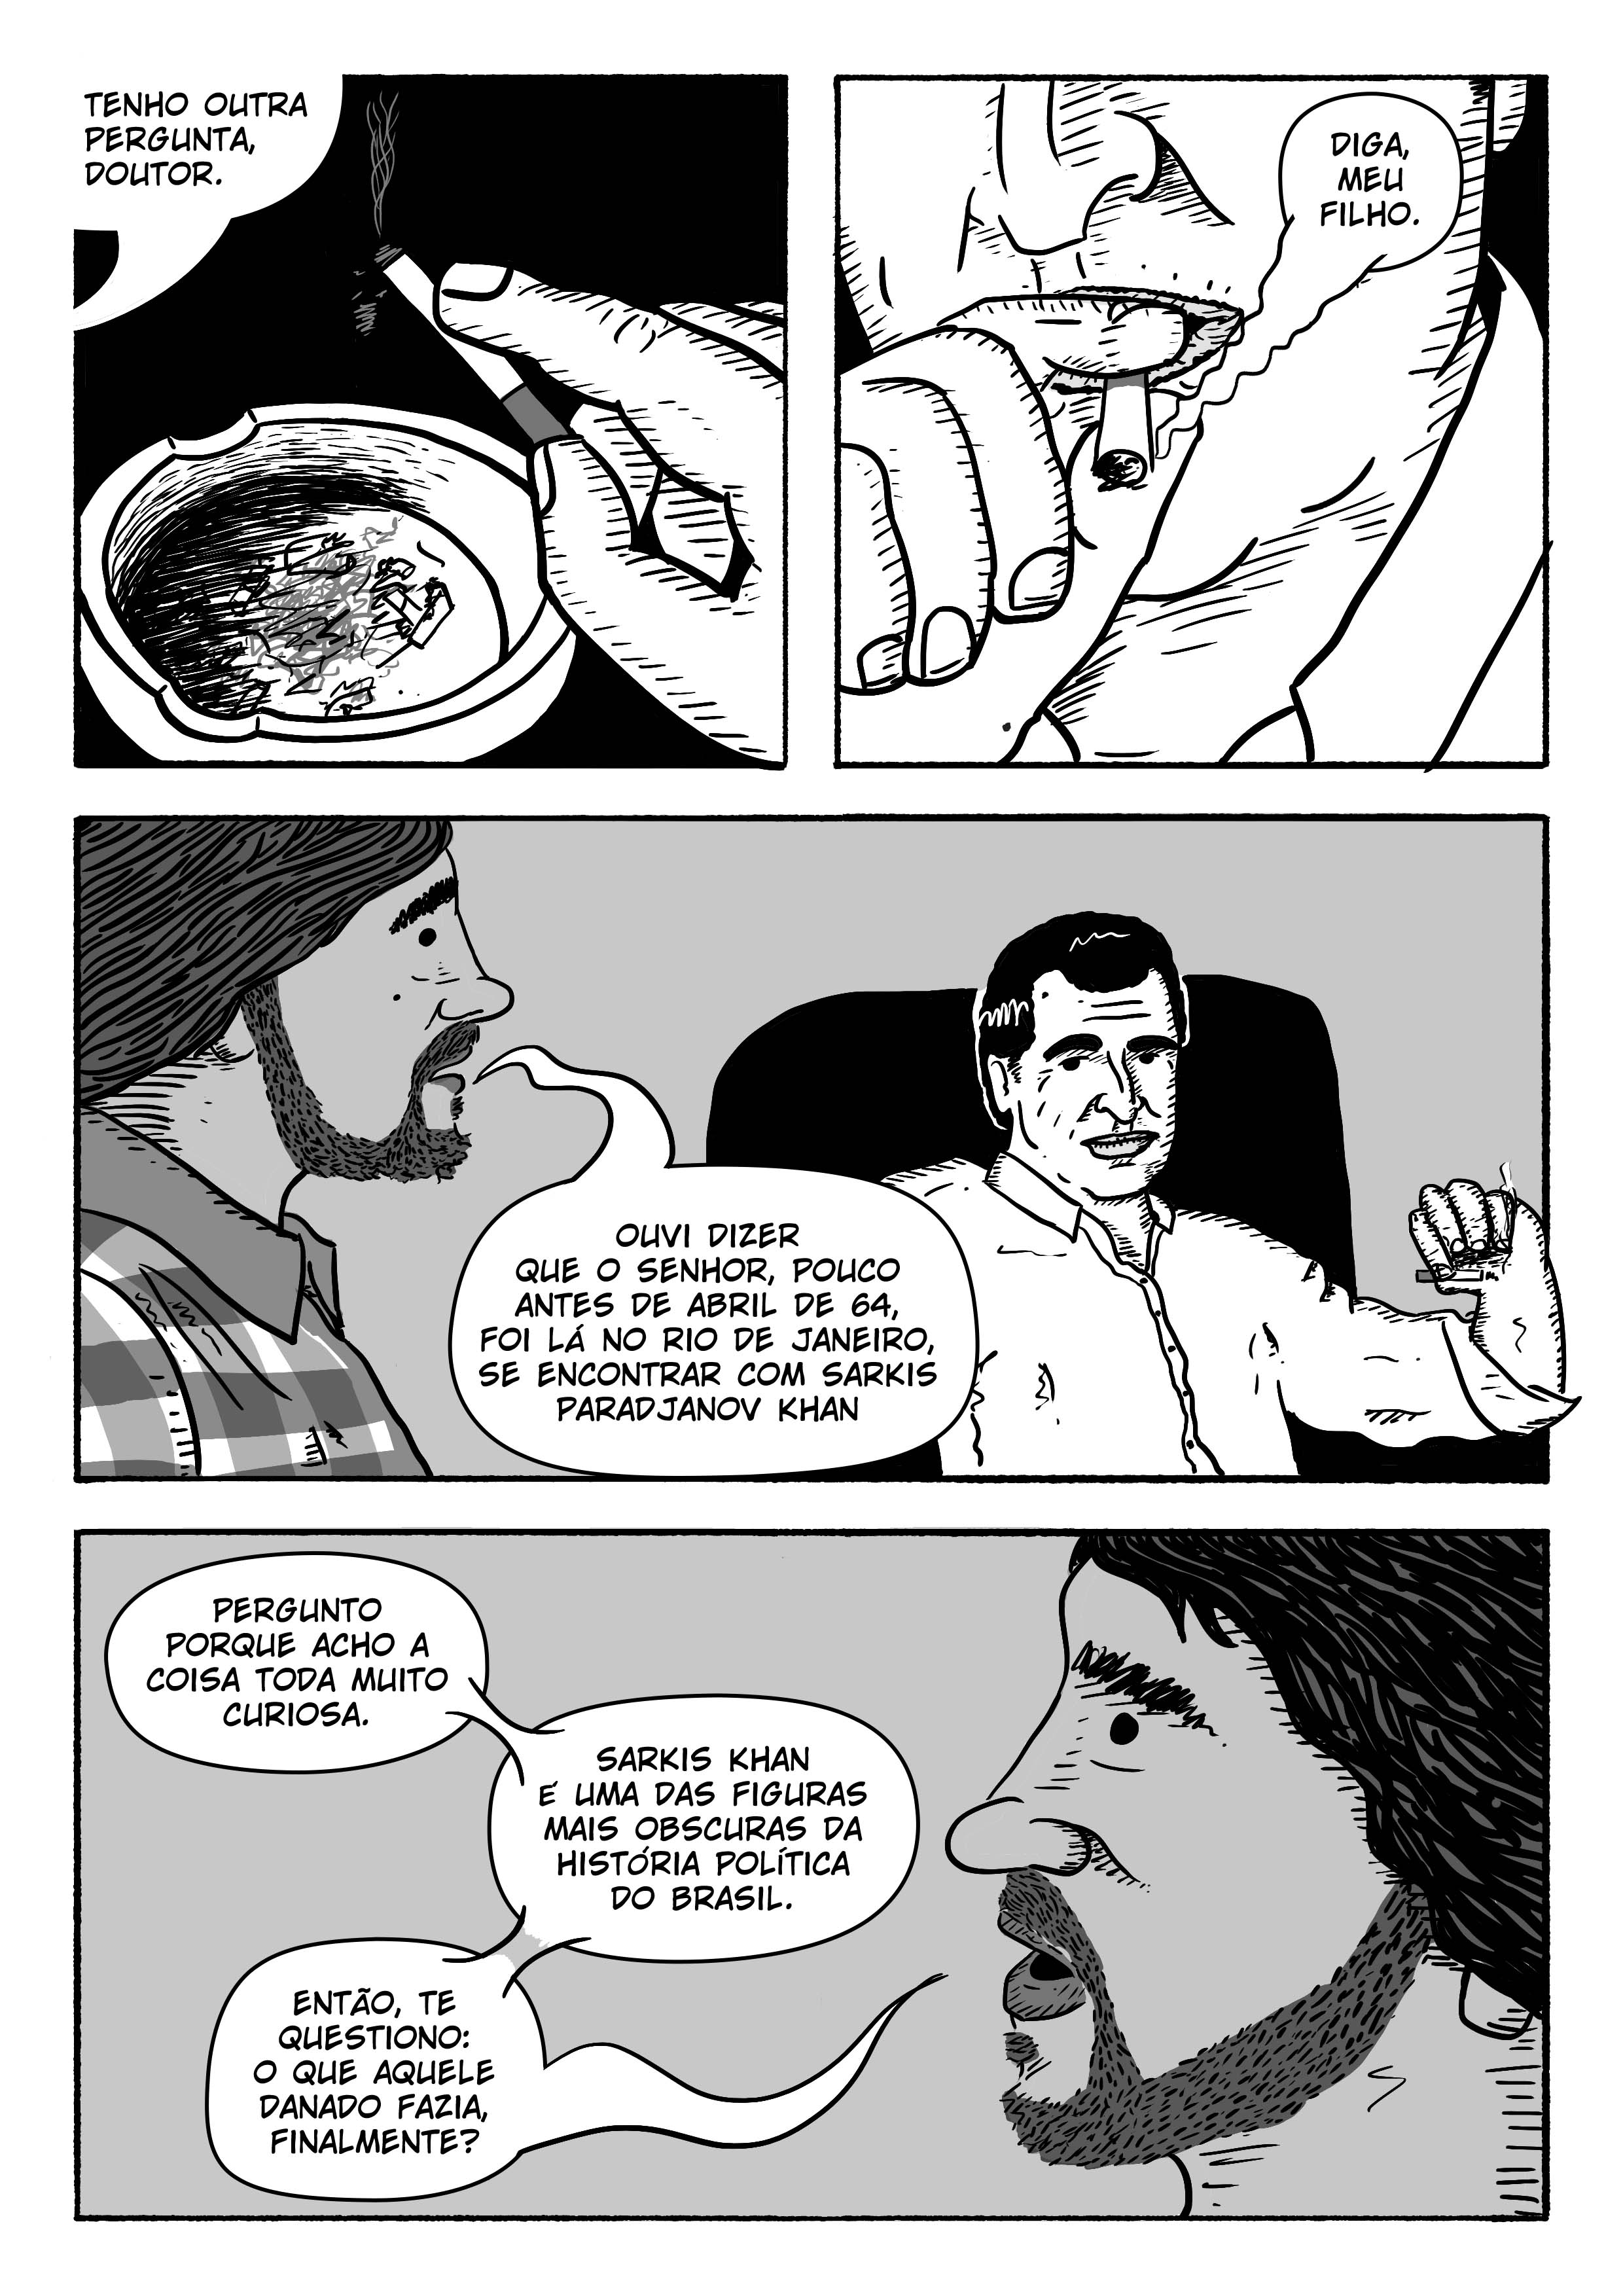 TENHO OUTRA
PERGUNTA,
DOUTOR.
DIGA,
MEU
FILHO.
OUVI DIZER
QUE O SENHOR, POUCO
ANTES DE ABRIL DE 64,
FOI LÁ NO RIO DE JANEIRO,
SE ENCONTRAR COM SARKIS
PARADJANOV KHAN
PERGUNTO
PORQUE ACHO A
COISA TODA MUITO
CURIOSA.
SARKIS KHAN
É UMA DAS FIGURAS
MAIS OBSCURAS DA
HISTÓRIA POLÍTICA
DO BRASIL.
ENTÃO, TE
QUESTIONO:
O QUE AQUELE
DANADO FAZIA,
FINALMENTE?